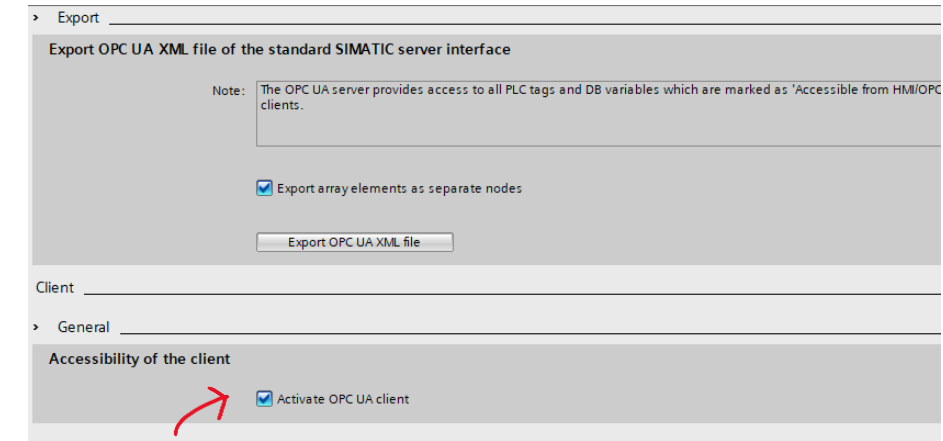 Export
Export OPC UA XML file of the standard SIMATIC server interface
Note: The OPC UA server provides access to all PLC tags and DB variables which are marked as 'Accessible from HMI/OPC
clients.
Export array elements as separate nodes
Export OPC UA XML file
Client
General
Accessibility of the client
Activate OPC UA client